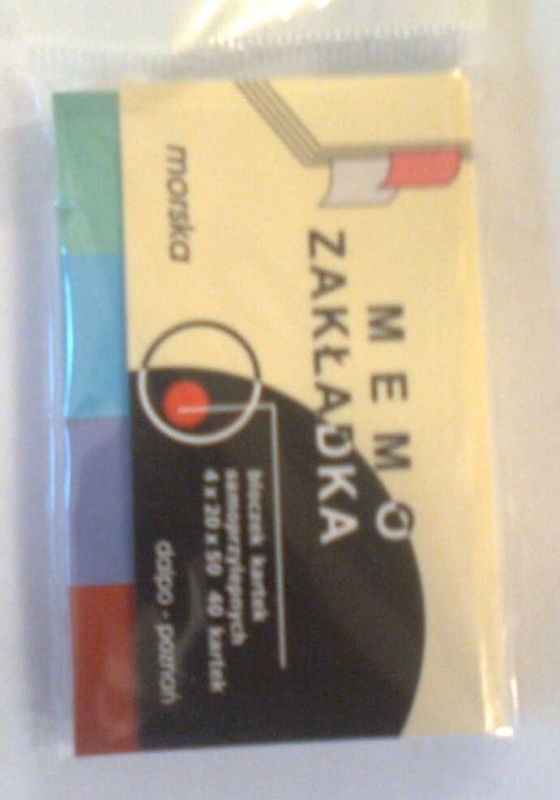 MEMO
ZAKŁADKA
morska
bloczek kartek
samoprzylepnych
4 x 20 x 50 40 kartek
dalpo - poznań